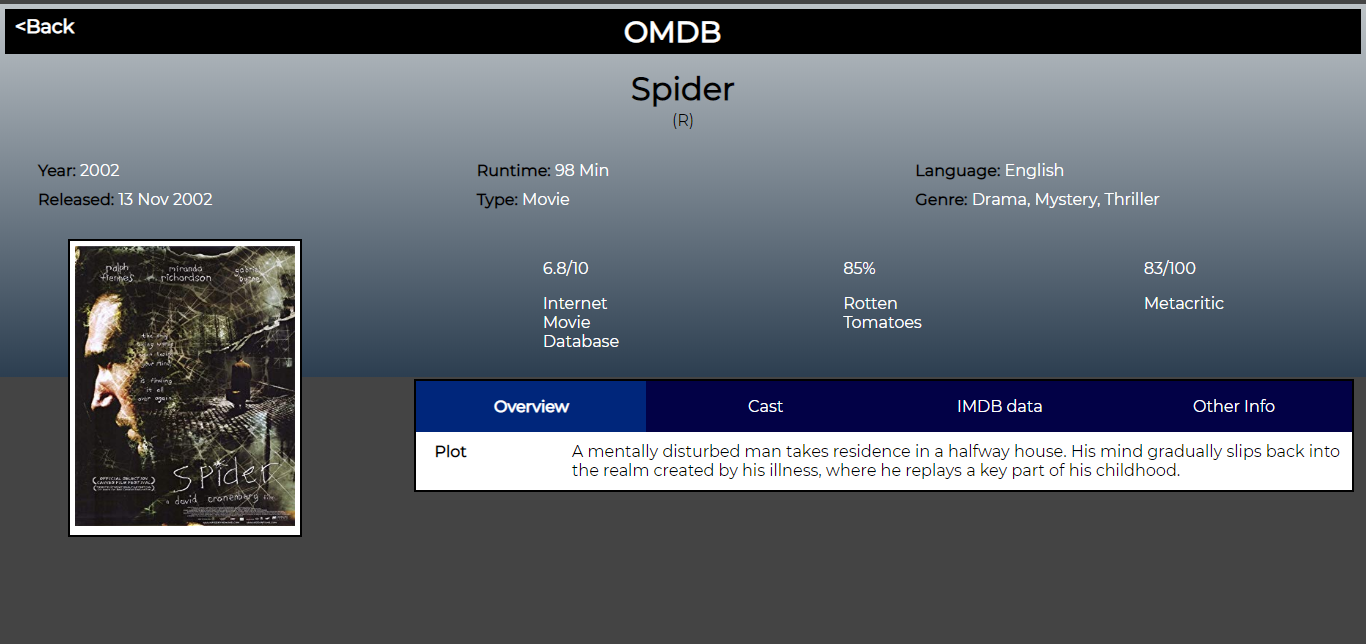 <Back
OMDB
Spider
(R)
Year: 2002
Runtime: 98 Min
Language: English
Released: 13 Nov 2002
Type: Movie
Genre: Drama, Mystery, Thriller
ralph
fiennes
miranda
richardson
gabriel
byrne
it all
over again
spider
a david cronenberg film
6.8/10
Internet
Movie
Database
85%
Rotten
Tomatoes
83/100
Metacritic
Overview
Cast
IMDB data
Other Info
Plot
A mentally disturbed man takes residence in a halfway house. His mind gradually slips back into
the realm created by his illness, where he replays a key part of his childhood.